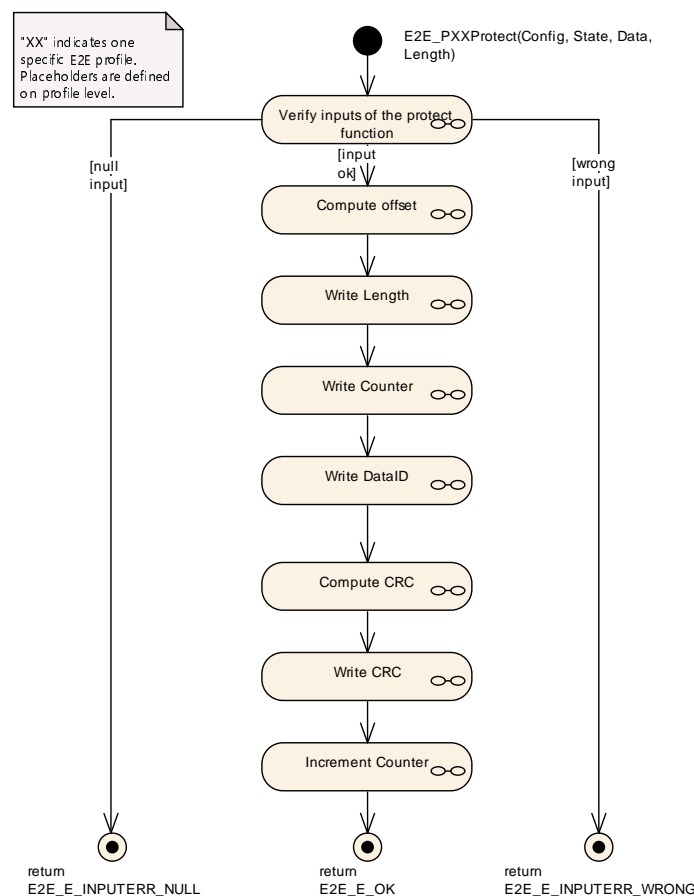 "XX" indicates one
specific E2E profile.
Placeholders are defined
on profile level.
E2E_PXXProtect(Config, State, Data,
Length)
Verify inputs of the protect
function
[null
input]
[input
ok]
[wrong
input]
Compute offset
Write Length
Write Counter
Write DataID
Compute CRC
Write CRC
Increment Counter
return
E2E_E_INPUTERR_NULL
return
E2E_E_OK
return
E2E_E_INPUTERR_WRONG